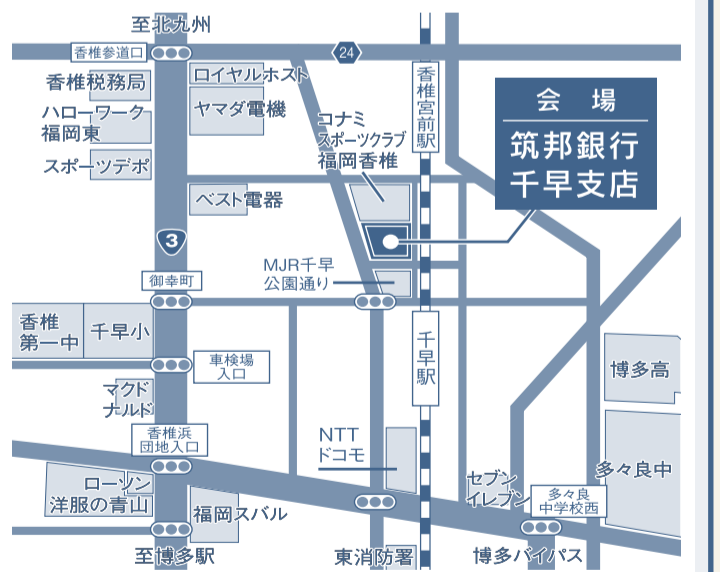 至北九州
香椎参道口
24
香椎税務局
ロイヤルホスト
ハローワーク
福岡東
ヤマダ電機
スポーツデポ
コナミ
スポーツクラブ
福岡香椎
香椎宮前駅
会場
筑邦銀行
千早支店
ベスト電器
3
御幸町
MJR千早
公園通り
香椎
第一中
千早小
車検場
入口
千早駅
博多高
マクド
ナルド
香椎浜
団地入口
NTT
ドコモ
ローソン
洋服の青山
福岡スバル
セブン
イレブン
多々良
中学校西
多々良中
至博多駅
東消防署
博多バイパス